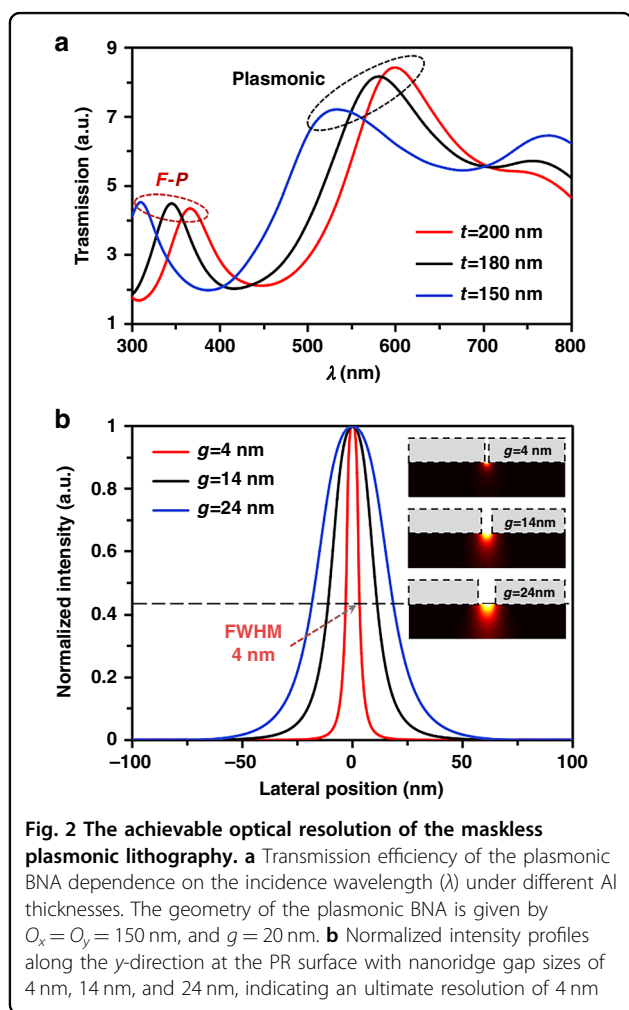 a
9
7
5
3
1
Trasmission (a.u.)
Plasmonic
F-P
t=200 nm
t=180 nm
t=150 nm
300 400 500 600 700 800
λ (nm)
b
1
0.8
0.6
0.4
0.2
0
Normalized intensity (a.u.)
g=4 nm
g=14 nm
g=24 nm
g=4 nm
g=14nm
g=24nm
FWHM
4 nm
−100 −50 0 50 100
Lateral position (nm)
Fig. 2 The achievable optical resolution of the maskless
plasmonic lithography. a Transmission efficiency of the plasmonic
BNA dependence on the incidence wavelength (λ) under different Al
thicknesses. The geometry of the plasmonic BNA is given by
Ox = Oy = 150 nm, and g = 20 nm. b Normalized intensity profiles
along the y-direction at the PR surface with nanoridge gap sizes of
4 nm, 14 nm, and 24 nm, indicating an ultimate resolution of 4 nm